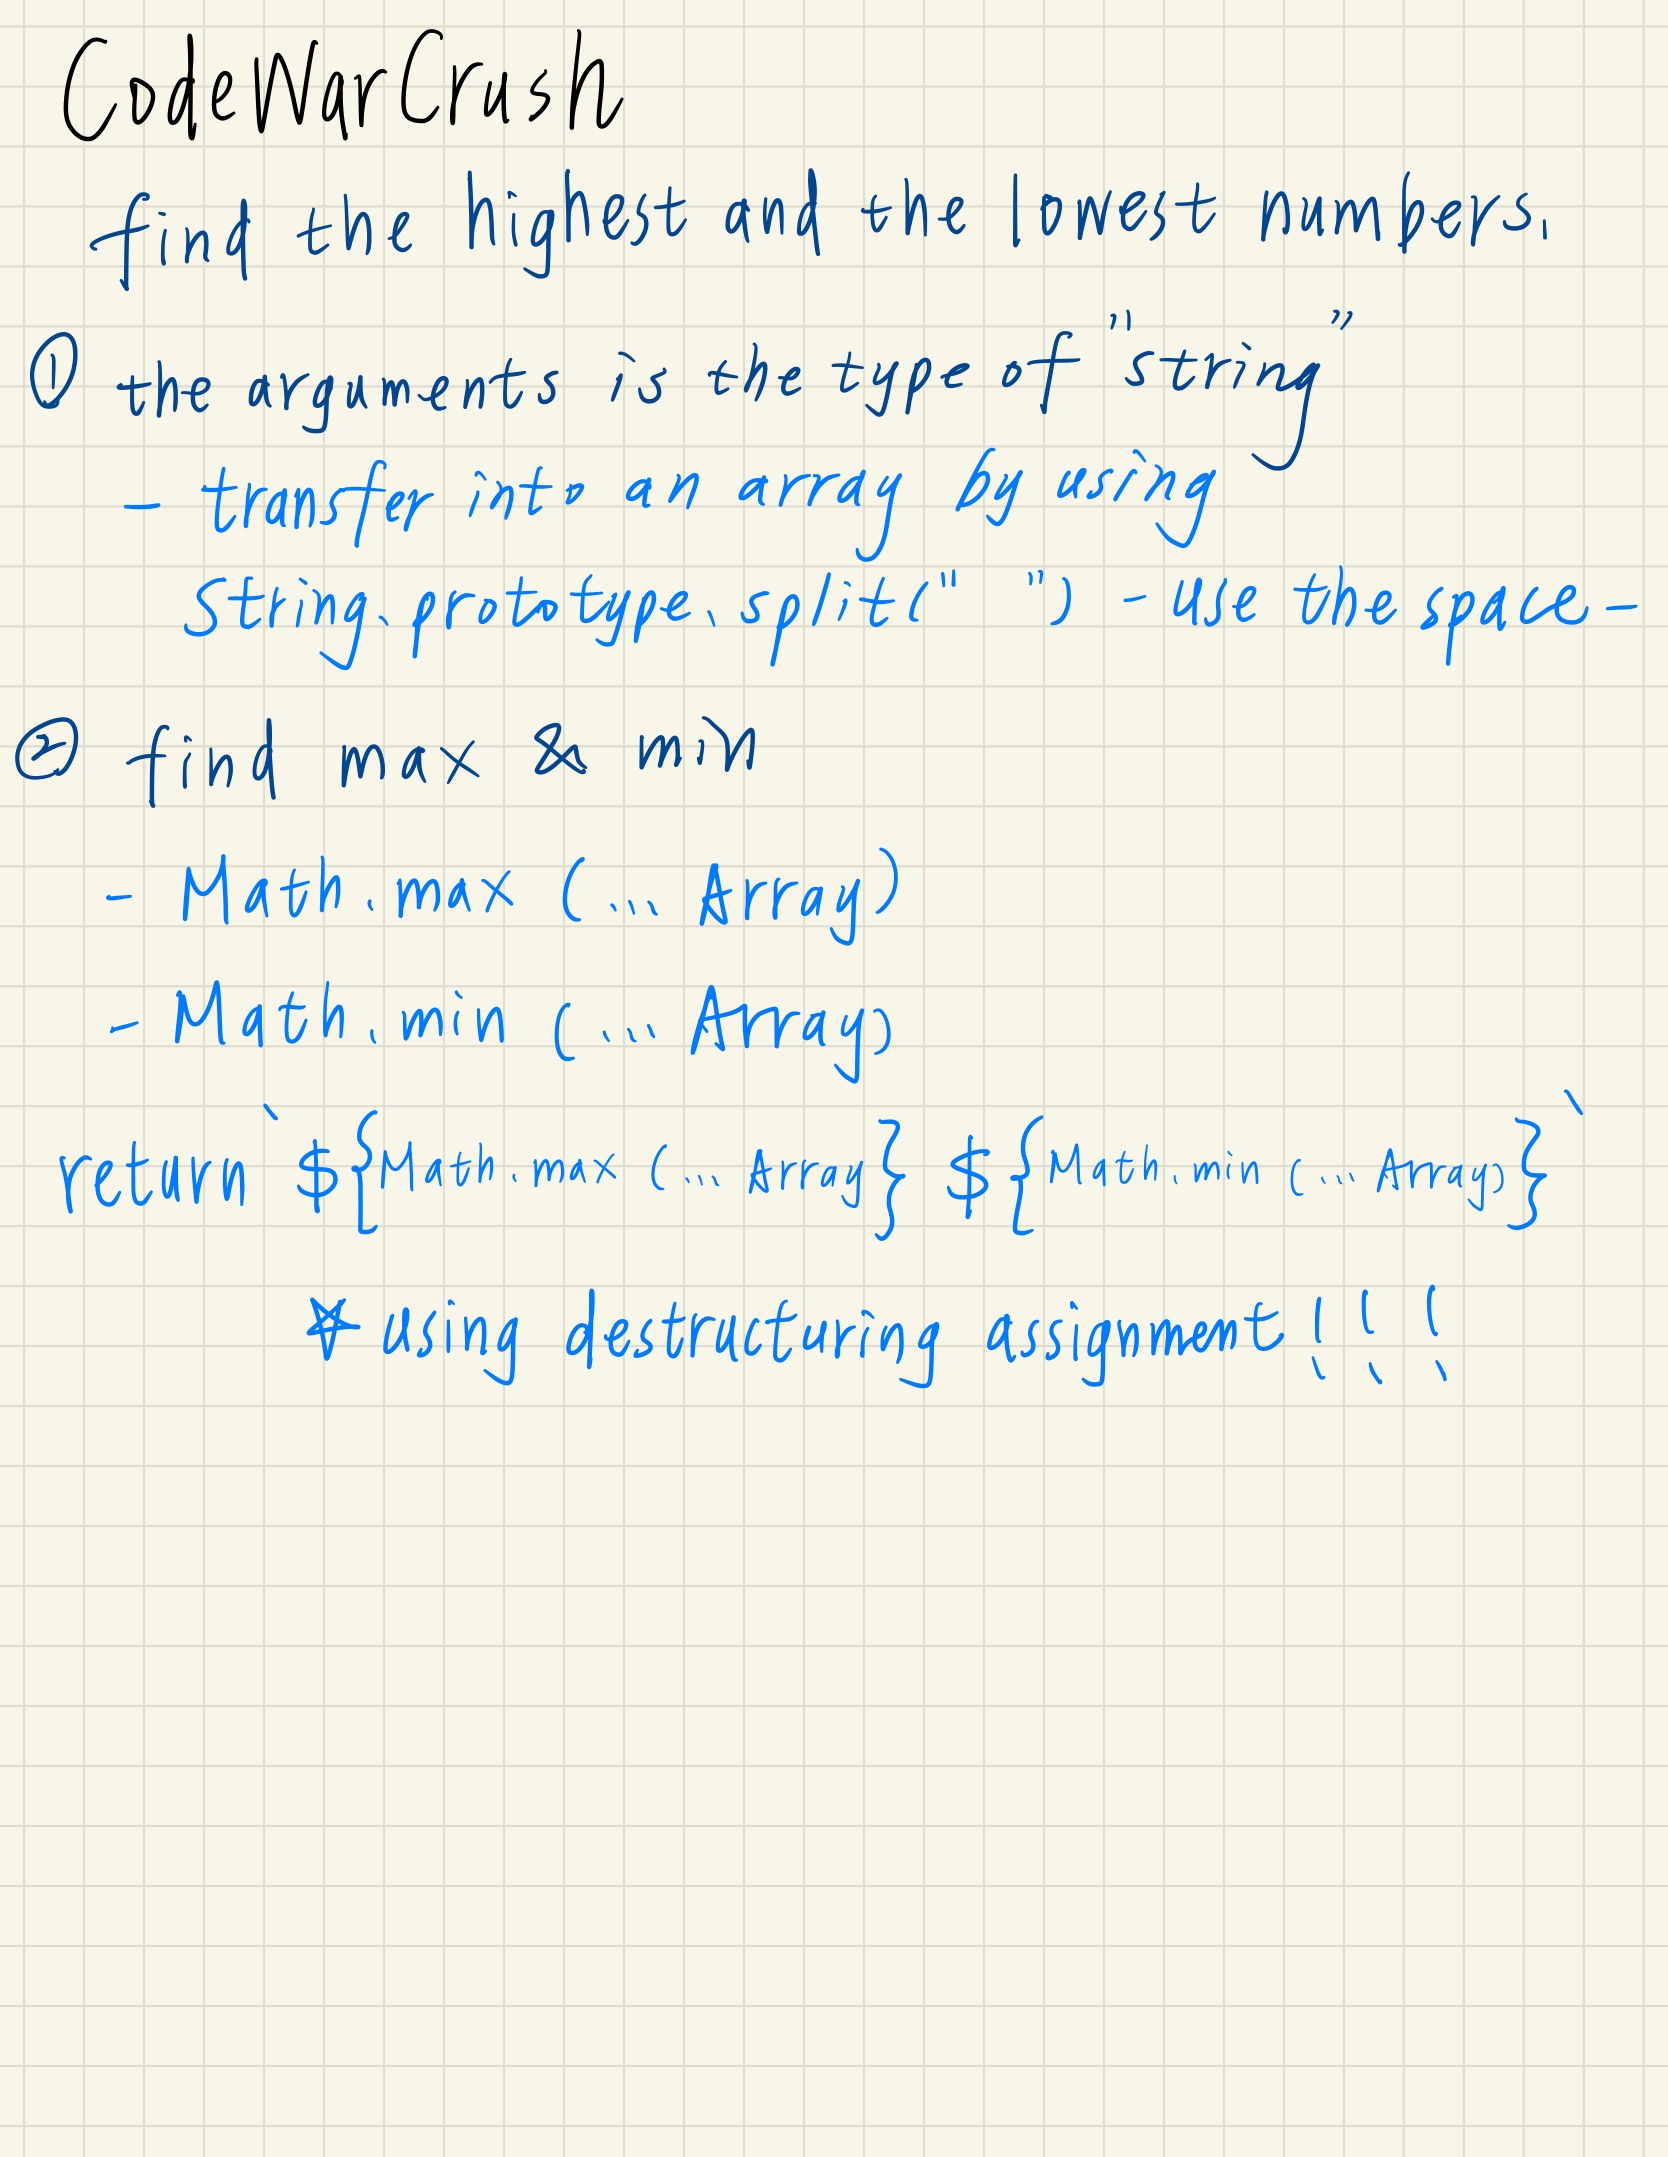 CodeWarCrush
find the highest and the lowest numbers.
① the arguments is the type of "string"
- transfer into an array by using
String.prototype.split(" ") - use the space -
② find max & min
- Math.max (... Array)
- Math.min (... Array)
return `${Math.max (... Array} ${Math.min (... Array)}`
☆ using destructuring assignment!!!